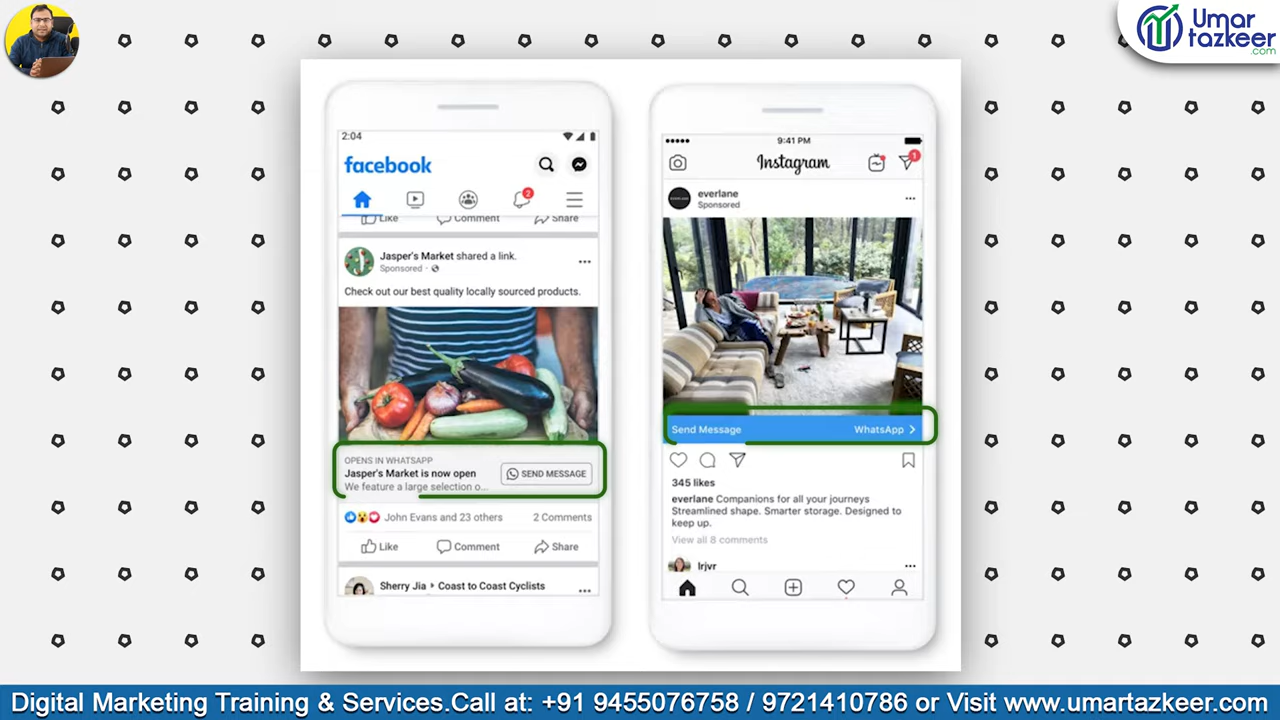 Umar
tazkeer
.com
2:04
facebook
2
Like Comment Share
Jasper's Market shared a link.
Sponsored ·
Check out our best quality locally sourced products.
OPENS IN WHATSAPP
Jasper's Market is now open
We feature a large selection o...
SEND MESSAGE
John Evans and 23 others 2 Comments
Like Comment Share
Sherry Jia Coast to Coast Cyclists
9:41 PM
Instagram
1
everlane
Sponsored
Send Message WhatsApp
345 likes
everlane Companions for all your journeys
Streamlined shape. Smarter storage. Designed to
keep up.
View all 8 comments
lrjvr
Digital Marketing Training & Services.Call at: +91 9455076758 / 9721410786 or Visit www.umartazkeer.com